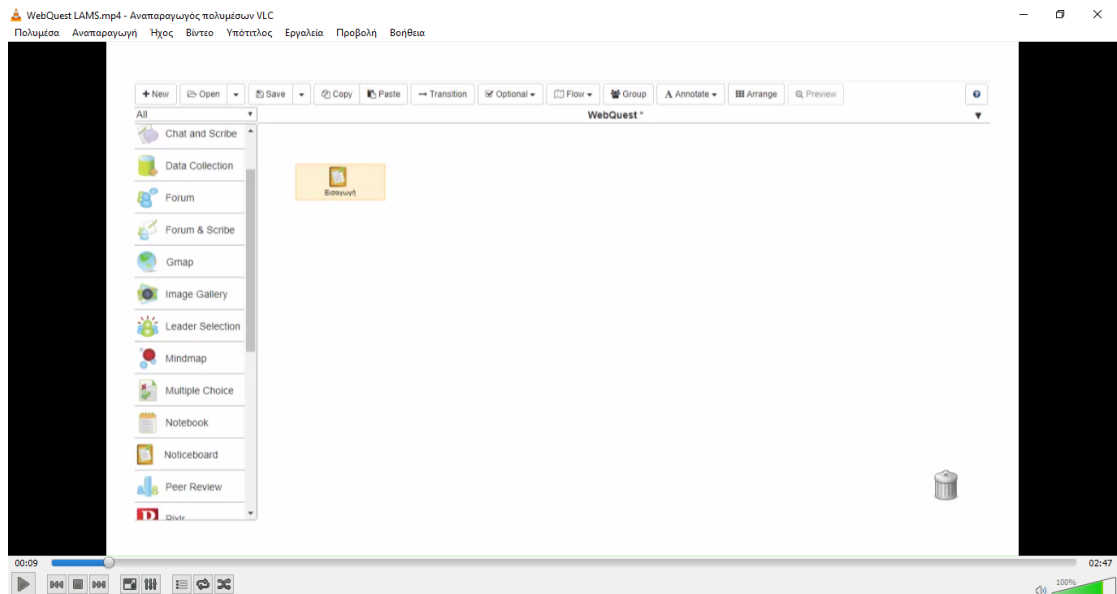 WebQuest LAMS.mp4 - Αναπαραγωγός πολυμέσων VLC
Πολυμέσα Αναπαραγωγή Ήχος Βίντεο Υπότιτλος Εργαλεία Προβολή Βοήθεια
New Open Save Copy Paste Transition Optional Flow Group Annotate Arrange Preview
All
WebQuest *
Chat and Scribe
Data Collection
Εισαγωγή
Forum
Forum & Scribe
Gmap
Image Gallery
Leader Selection
Mindmap
Multiple Choice
Notebook
Noticeboard
Peer Review
Pixlr
00:09 02:47
100%